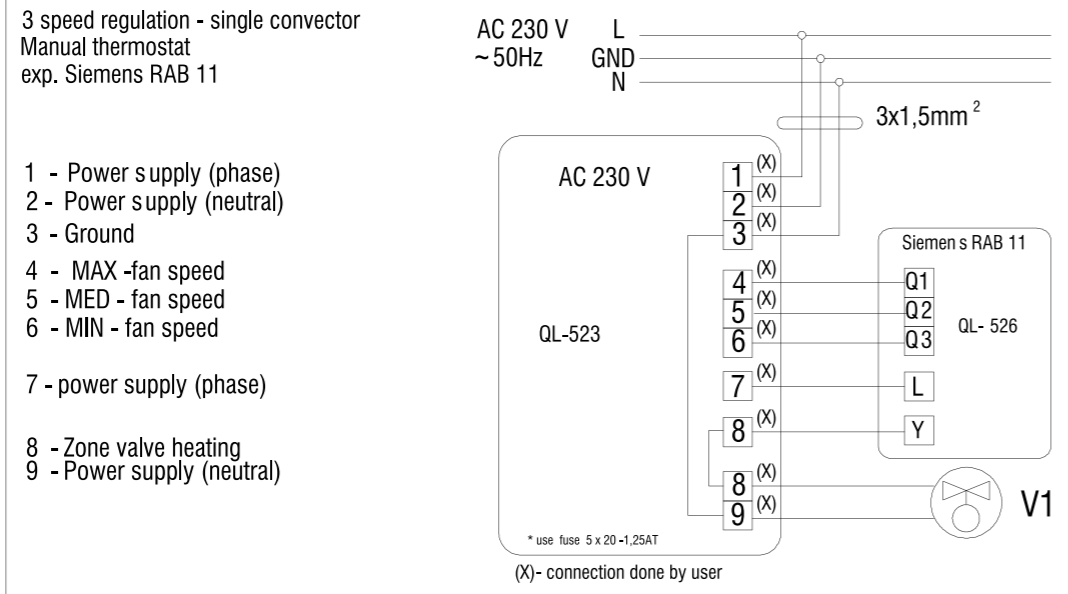 3 speed regulation - single convector
Manual thermostat
exp. Siemens RAB 11
1 - Power supply (phase)
2 - Power supply (neutral)
3 - Ground
4 - MAX -fan speed
5 - MED - fan speed
6 - MIN - fan speed
7 - power supply (phase)
8 - Zone valve heating
9 - Power supply (neutral)
AC 230 V L
~50Hz GND
N
3x1,5mm²
AC 230 V
1 (X)
2 (X)
3 (X)
4 (X)
5 (X)
6 (X)
7 (X)
8 (X)
8 (X)
9 (X)
QL-523
* use fuse 5 x 20 -1,25AT
(X)- connection done by user
Siemens RAB 11
Q1
Q2
Q3
QL- 526
L
Y
V1